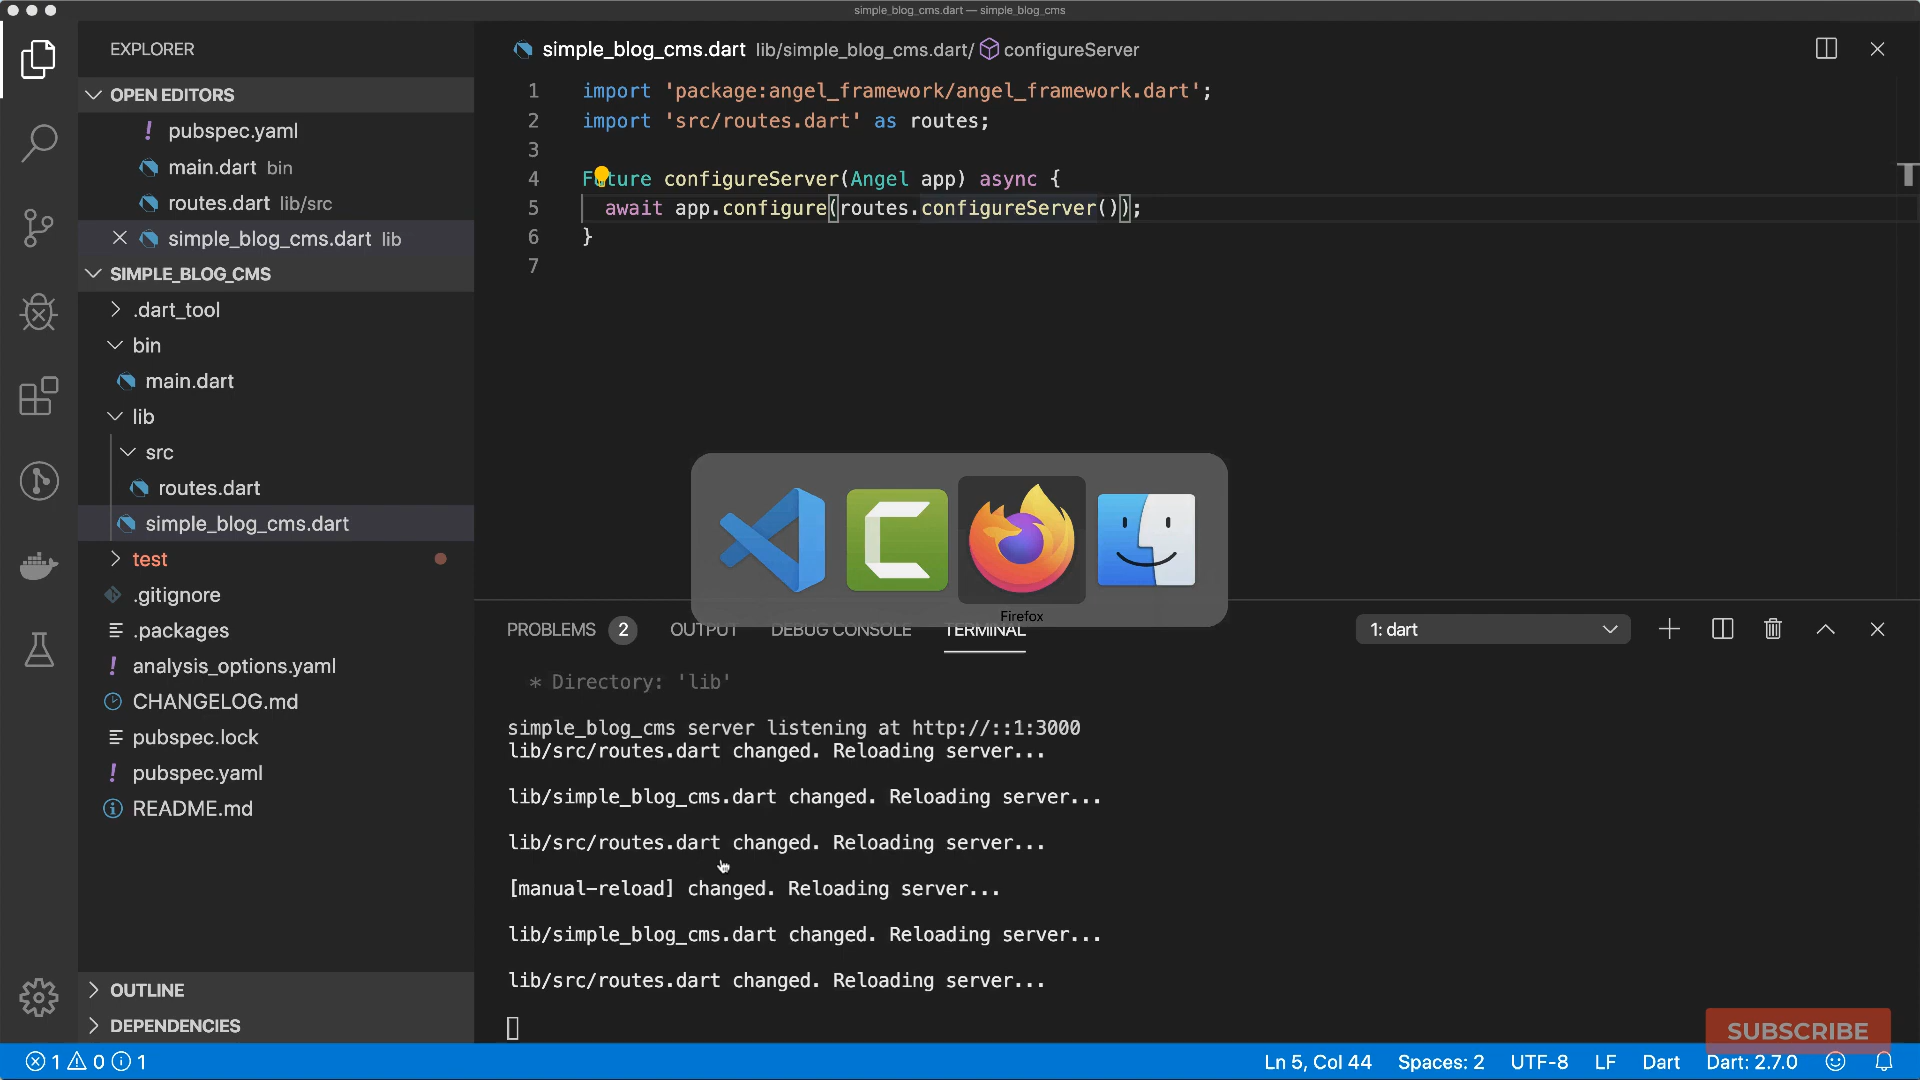 simple_blog_cms.dart — simple_blog_cms
EXPLORER
OPEN EDITORS
pubspec.yaml
main.dart bin
routes.dart lib/src
simple_blog_cms.dart lib
SIMPLE_BLOG_CMS
.dart_tool
bin
main.dart
lib
src
routes.dart
simple_blog_cms.dart
test
.gitignore
.packages
analysis_options.yaml
CHANGELOG.md
pubspec.lock
pubspec.yaml
README.md
OUTLINE
DEPENDENCIES
simple_blog_cms.dart lib/simple_blog_cms.dart/ configureServer
1 import 'package:angel_framework/angel_framework.dart';
2 import 'src/routes.dart' as routes;
3
4 Future configureServer(Angel app) async {
5 await app.configure(routes.configureServer());
6 }
7
Firefox
PROBLEMS 2 OUTPUT DEBUG CONSOLE TERMINAL 1: dart
* Directory: 'lib'
simple_blog_cms server listening at http://::1:3000
lib/src/routes.dart changed. Reloading server...
lib/simple_blog_cms.dart changed. Reloading server...
lib/src/routes.dart changed. Reloading server...
[manual-reload] changed. Reloading server...
lib/simple_blog_cms.dart changed. Reloading server...
lib/src/routes.dart changed. Reloading server...
SUBSCRIBE
1 0 1 Ln 5, Col 44 Spaces: 2 UTF-8 LF Dart Dart: 2.7.0